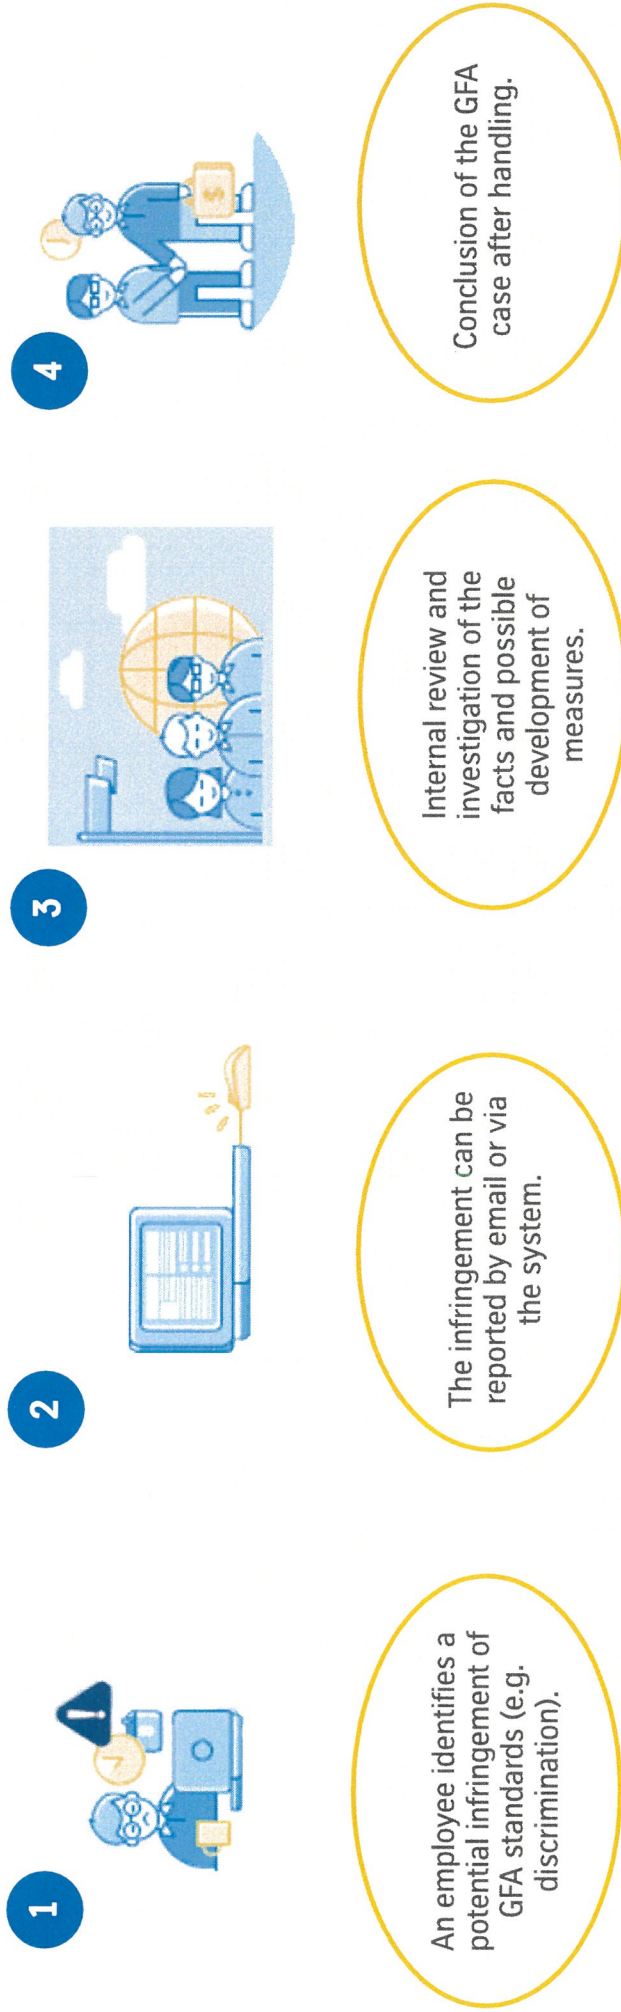 1
An employee identifies a
potential infringement of
GFA standards (e.g.
discrimination).
2
The infringement can be
reported by email or via
the system.
3
Internal review and
investigation of the
facts and possible
development of
measures.
4
$
Conclusion of the GFA
case after handling.